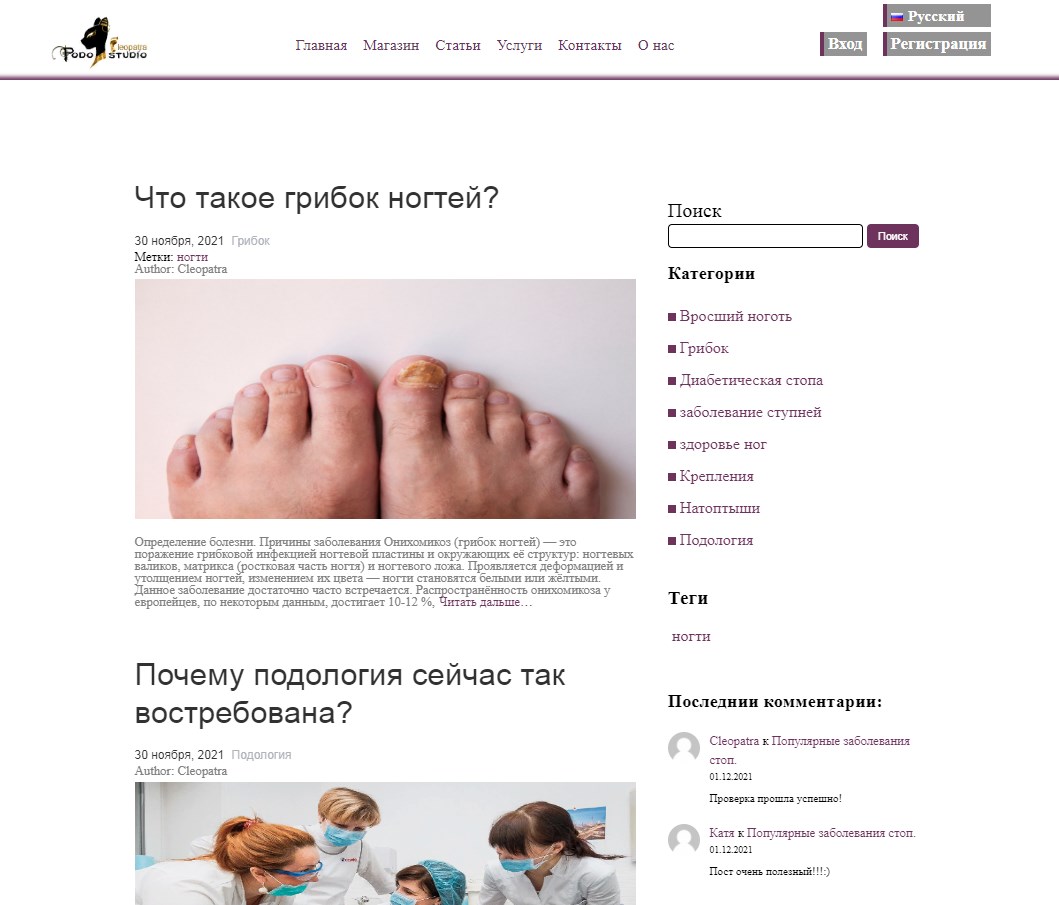 Cleopatra
PODO STUDIO
Главная Магазин Статьи Услуги Контакты О нас
Русский
Вход Регистрация
Что такое грибок ногтей?
30 ноября, 2021 Грибок
Метки: ногти
Author: Cleopatra
Определение болезни. Причины заболевания Онихомикоз (грибок ногтей) — это
поражение грибковой инфекцией ногтевой пластины и окружающих её структур: ногтевых
валиков, матрикса (ростковая часть ногтя) и ногтевого ложа. Проявляется деформацией и
утолщением ногтей, изменением их цвета — ногти становятся белыми или жёлтыми.
Данное заболевание достаточно часто встречается. Распространённость онихомикоза у
европейцев, по некоторым данным, достигает 10-12 %, Читать дальше…
Почему подология сейчас так
востребована?
30 ноября, 2021 Подология
Author: Cleopatra
Поиск
Поиск
Категории
Вросший ноготь
Грибок
Диабетическая стопа
заболевание ступней
здоровье ног
Крепления
Натоптыши
Подология
Теги
ногти
Последнии комментарии:
Cleopatra к Популярные заболевания
стоп.
01.12.2021
Проверка прошла успешно!
Катя к Популярные заболевания стоп.
01.12.2021
Пост очень полезный!!!:)